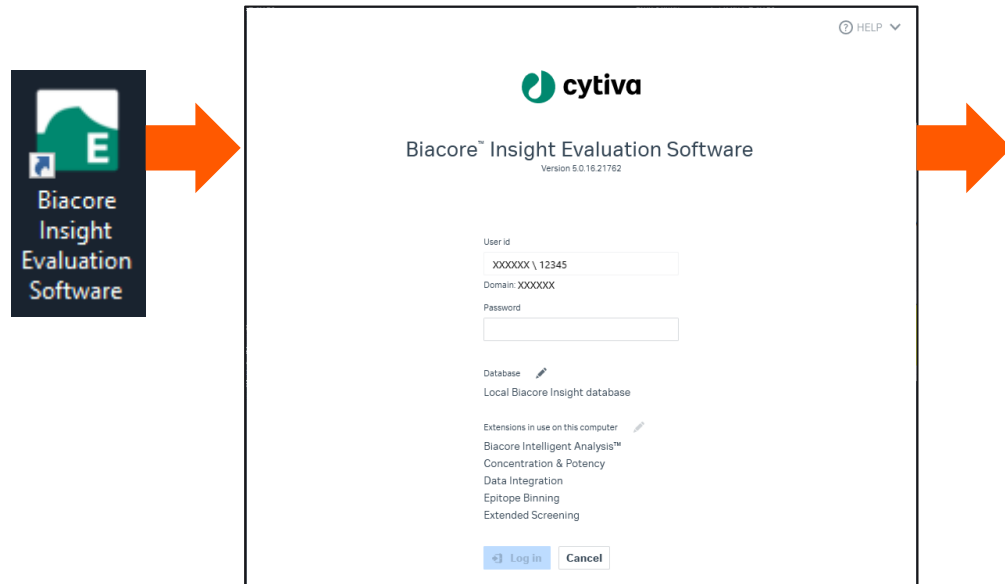 E
Biacore
Insight
Evaluation
Software
? HELP
cytiva
Biacore™ Insight Evaluation Software
Version 5.0.16.21762
User id
XXXXXX \ 12345
Domain: XXXXXX
Password
Database
Local Biacore Insight database
Extensions in use on this computer
Biacore Intelligent Analysis™
Concentration & Potency
Data Integration
Epitope Binning
Extended Screening
Log in Cancel